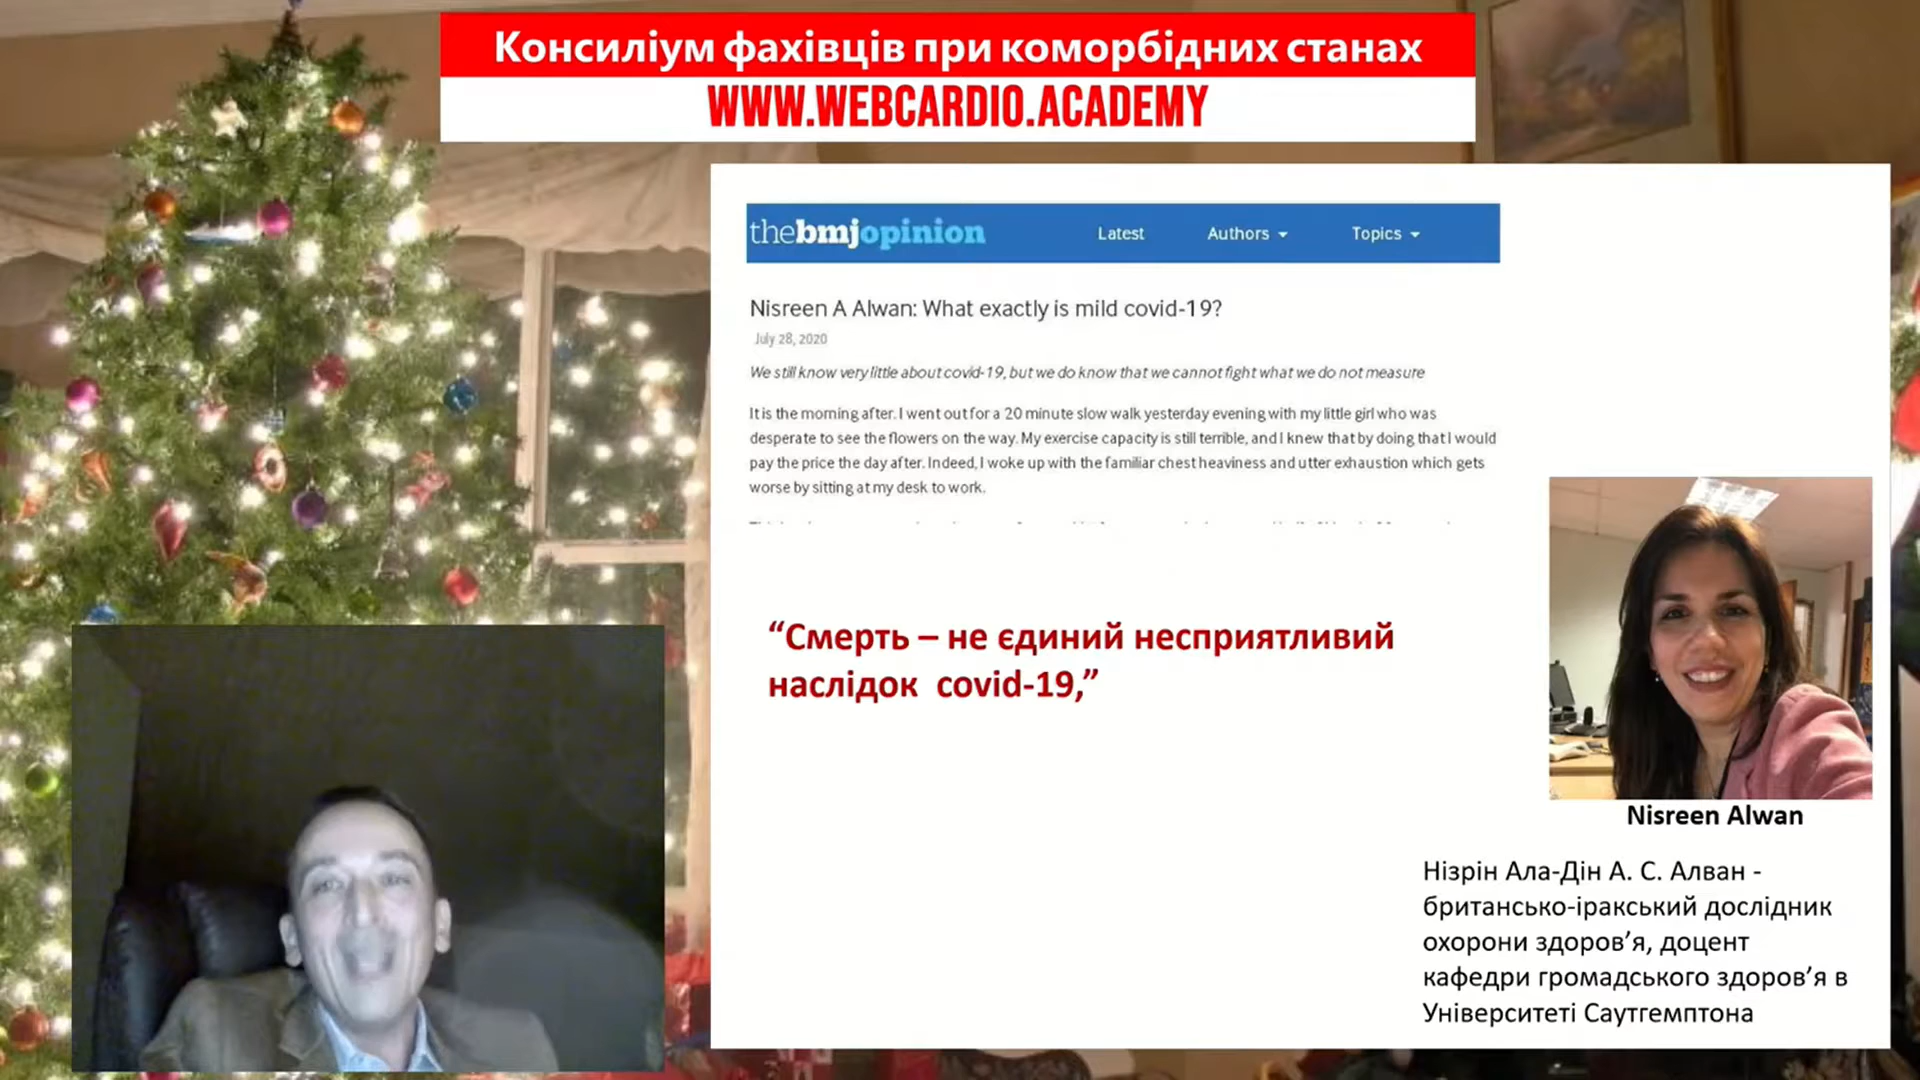 Консиліум фахівців при коморбідних станах
WWW.WEBCARDIO.ACADEMY
thebmjopinion
Latest
Authors
Topics
Nisreen A Alwan: What exactly is mild covid-19?
July 28, 2020
We still know very little about covid-19, but we do know that we cannot fight what we do not measure
It is the morning after. I went out for a 20 minute slow walk yesterday evening with my little girl who was
desperate to see the flowers on the way. My exercise capacity is still terrible, and I knew that by doing that I would
pay the price the day after. Indeed, I woke up with the familiar chest heaviness and utter exhaustion which gets
worse by sitting at my desk to work.
“Смерть – не єдиний несприятливий
наслідок covid-19,”
Nisreen Alwan
Нізрін Ала-Дін А. С. Алван -
британсько-іракський дослідник
охорони здоров’я, доцент
кафедри громадського здоров’я в
Університеті Саутгемптона